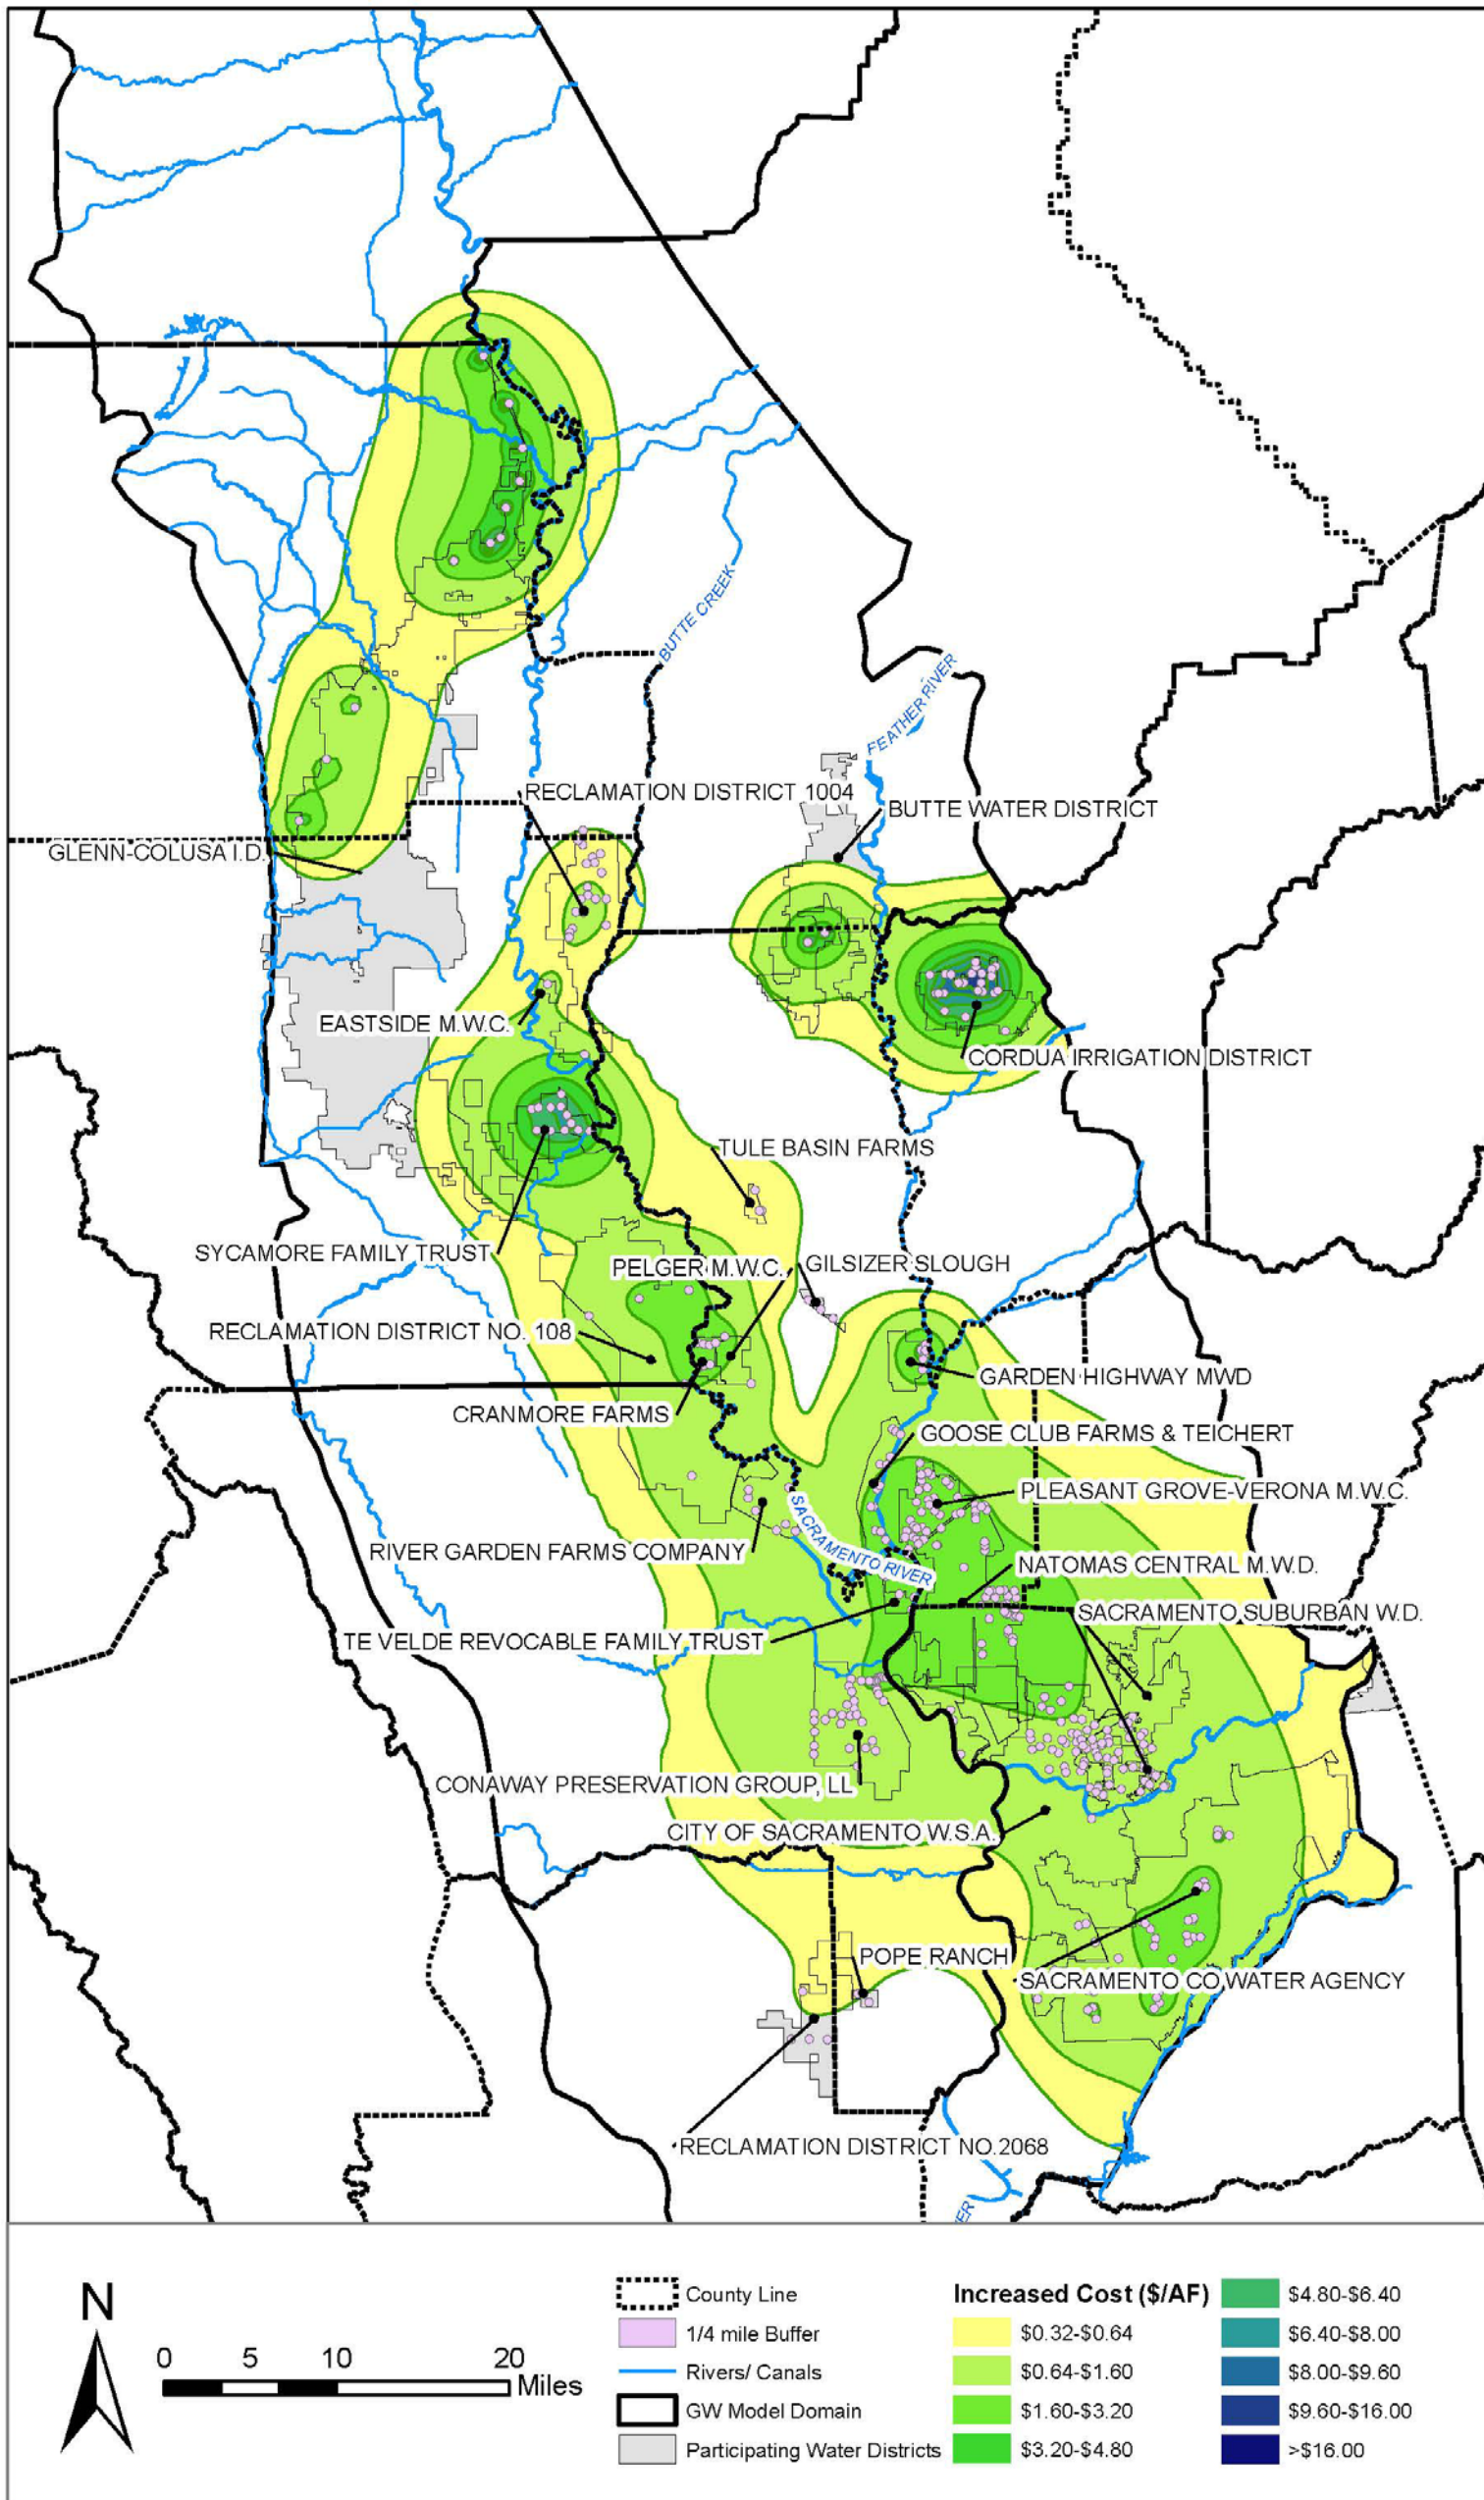 BUTTE CREEK
FEATHER RIVER
RECLAMATION DISTRICT 1004
BUTTE WATER DISTRICT
GLENN-COLUSA I.D.
EASTSIDE M.W.C.
CORDUA IRRIGATION DISTRICT
TULE BASIN FARMS
SYCAMORE FAMILY TRUST
PELGER M.W.C.
GILSIZER SLOUGH
RECLAMATION DISTRICT NO. 108
GARDEN HIGHWAY MWD
CRANMORE FARMS
GOOSE CLUB FARMS & TEICHERT
PLEASANT GROVE-VERONA M.W.C.
SACRAMENTO RIVER
RIVER GARDEN FARMS COMPANY
NATOMAS CENTRAL M.W.D.
SACRAMENTO SUBURBAN W.D.
TE VELDE REVOCABLE FAMILY TRUST
CONAWAY PRESERVATION GROUP, LL
CITY OF SACRAMENTO W.S.A.
POPE RANCH
SACRAMENTO CO WATER AGENCY
RECLAMATION DISTRICT NO.2068
ER
N
0 5 10 20
Miles
County Line
1/4 mile Buffer
Rivers/ Canals
GW Model Domain
Participating Water Districts
Increased Cost ($/AF)
$0.32-$0.64
$0.64-$1.60
$1.60-$3.20
$3.20-$4.80
$4.80-$6.40
$6.40-$8.00
$8.00-$9.60
$9.60-$16.00
>$16.00